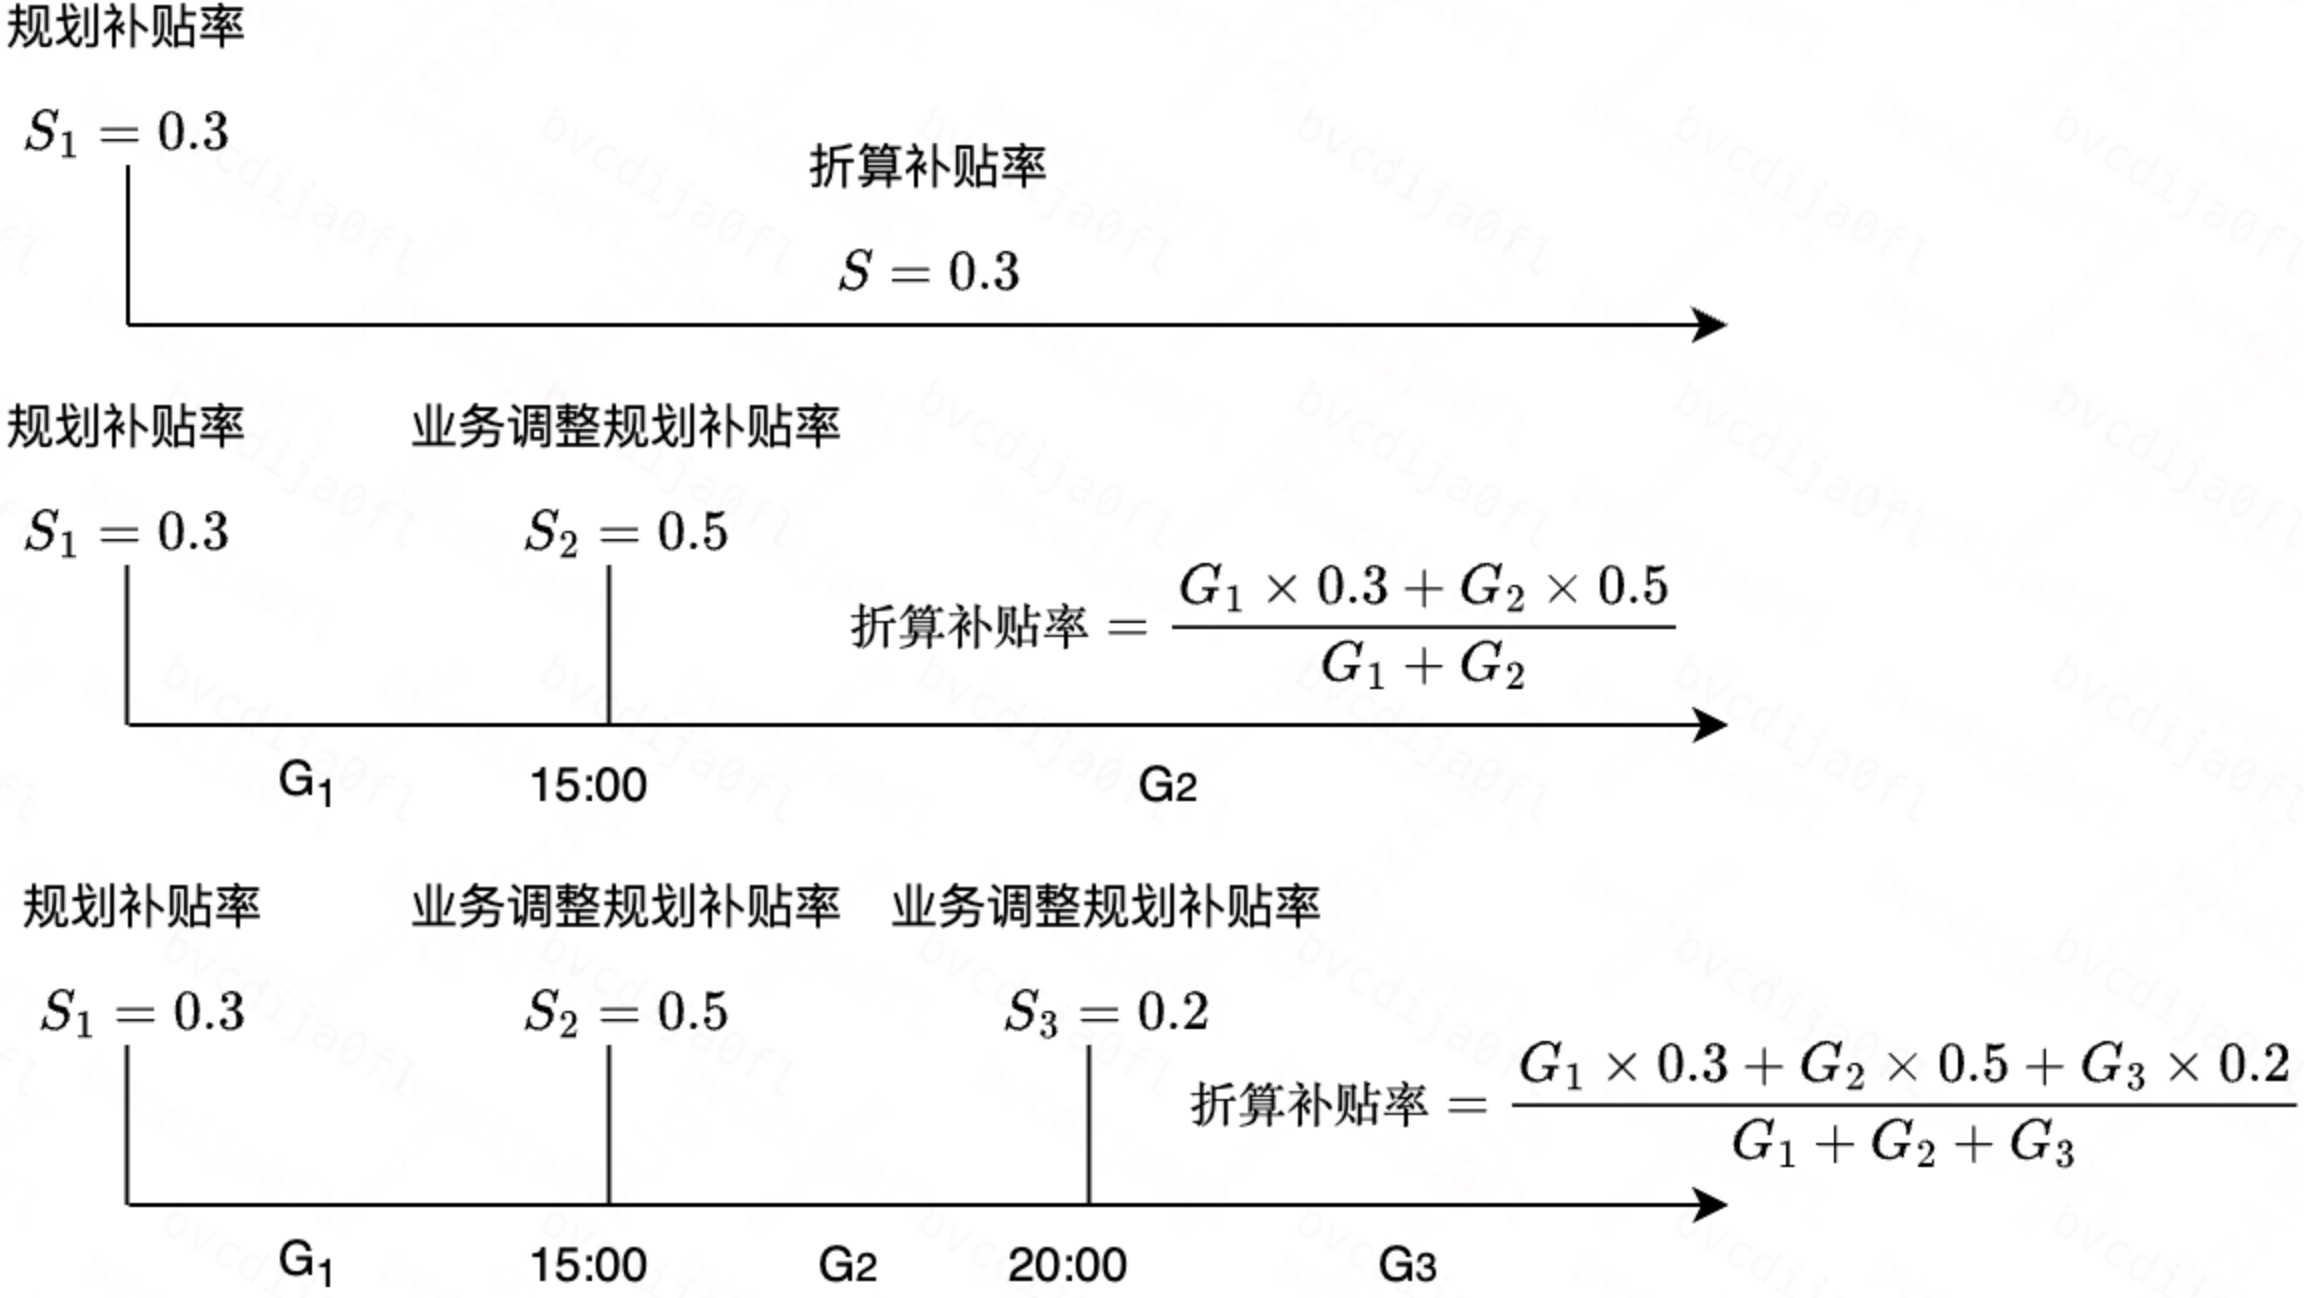 规划补贴率
S₁ = 0.3
折算补贴率
S = 0.3
规划补贴率 业务调整规划补贴率
S₁ = 0.3 S₂ = 0.5
折算补贴率 = (G₁ × 0.3 + G₂ × 0.5) / (G₁ + G₂)
G₁ 15:00 G2
规划补贴率 业务调整规划补贴率 业务调整规划补贴率
S₁ = 0.3 S₂ = 0.5 S₃ = 0.2
折算补贴率 = (G₁ × 0.3 + G₂ × 0.5 + G₃ × 0.2) / (G₁ + G₂ + G₃)
G₁ 15:00 G2 20:00 G3
bvcdija0fl